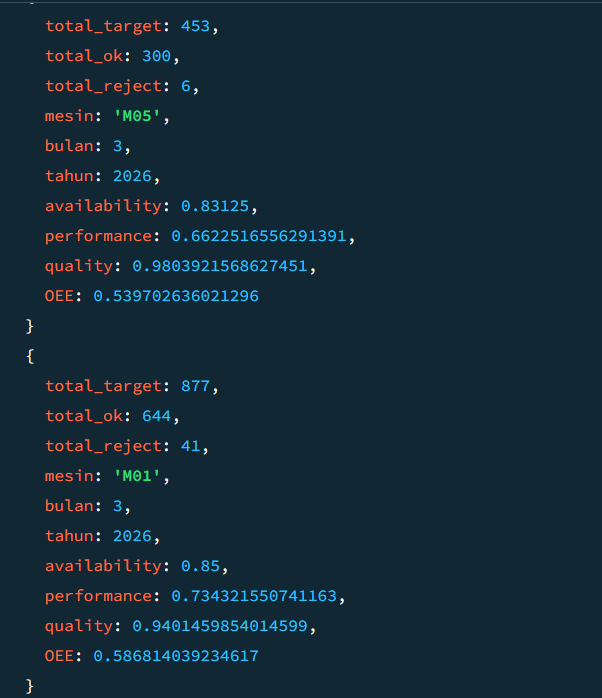 total_target: 453,
total_ok: 300,
total_reject: 6,
mesin: 'M05',
bulan: 3,
tahun: 2026,
availability: 0.83125,
performance: 0.6622516556291391,
quality: 0.9803921568627451,
OEE: 0.539702636021296
}
{
total_target: 877,
total_ok: 644,
total_reject: 41,
mesin: 'M01',
bulan: 3,
tahun: 2026,
availability: 0.85,
performance: 0.734321550741163,
quality: 0.9401459854014599,
OEE: 0.586814039234617
}